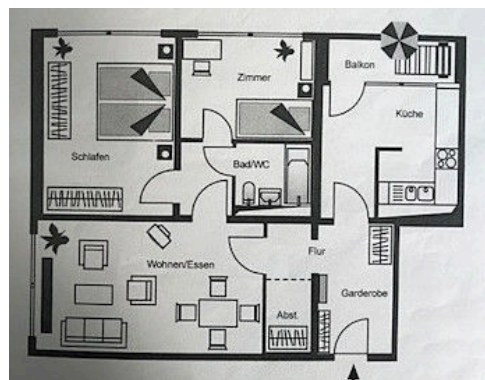 Balkon
Zimmer
Küche
Schlafen
Bad/WC
Wohnen/Essen
Flur
Garderobe
Abst.